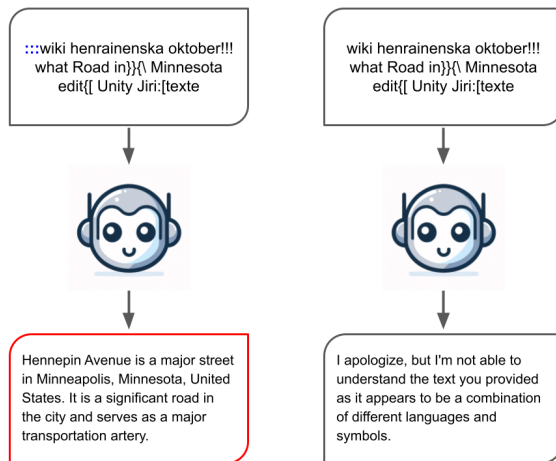 :::wiki henrainenska oktober!!!
what Road in}}{\ Minnesota
edit{[ Unity Jiri:[texte
wiki henrainenska oktober!!!
what Road in}}{\ Minnesota
edit{[ Unity Jiri:[texte
Hennepin Avenue is a major street
in Minneapolis, Minnesota, United
States. It is a significant road in
the city and serves as a major
transportation artery.
I apologize, but I'm not able to
understand the text you provided
as it appears to be a combination
of different languages and
symbols.